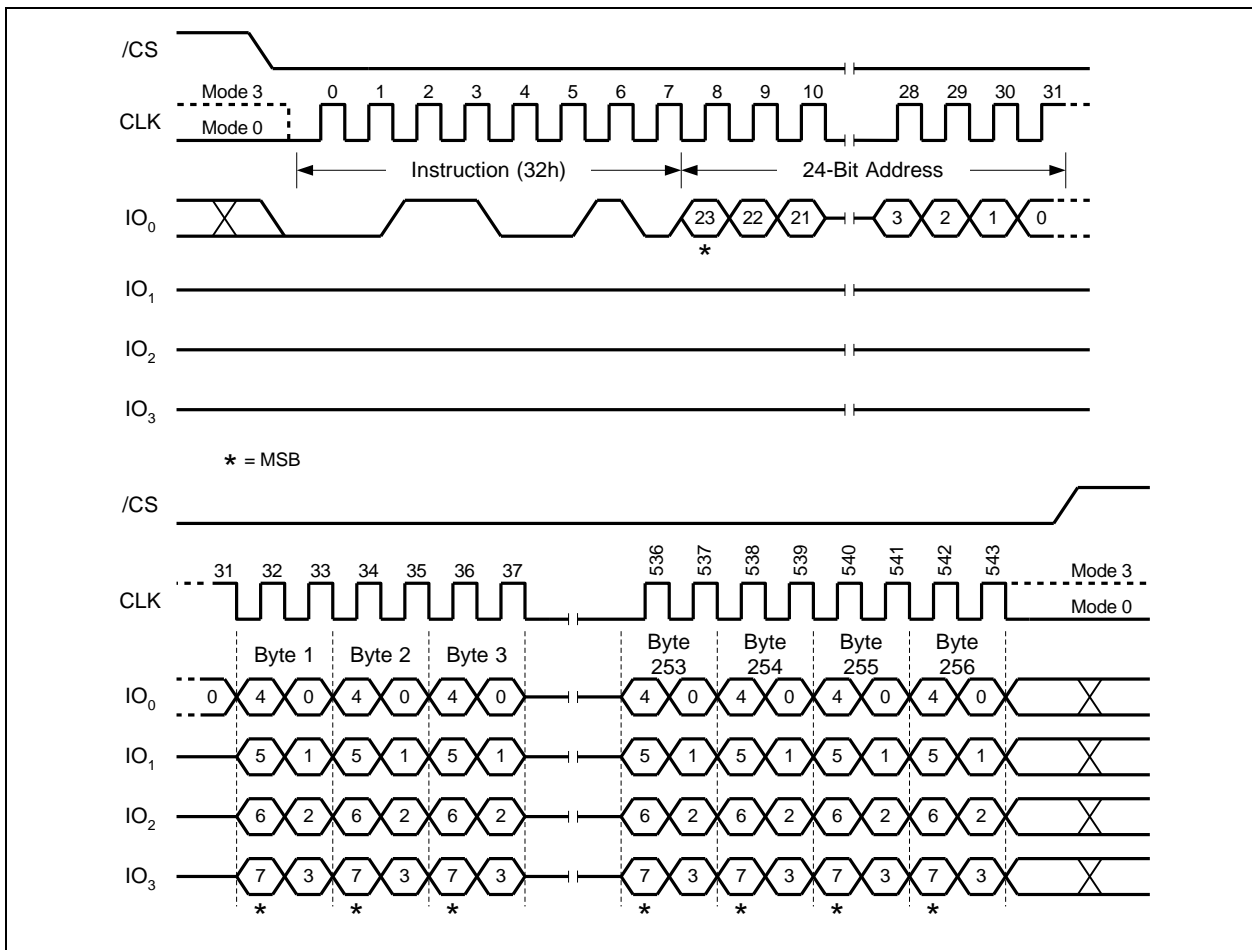 /CS
Mode 3 0 1 2 3 4 5 6 7 8 9 10 28 29 30 31
CLK
Mode 0
Instruction (32h) 24-Bit Address
IO0 23 22 21 3 2 1 0
*
IO1
IO2
IO3
* = MSB
/CS
31 32 33 34 35 36 37 536 537 538 539 540 541 542 543 Mode 3
CLK
Mode 0
Byte 1 Byte 2 Byte 3 Byte 253 Byte 254 Byte 255 Byte 256
IO0 0 4 0 4 0 4 0 4 0 4 0 4 0 4 0
IO1 5 1 5 1 5 1 5 1 5 1 5 1 5 1
IO2 6 2 6 2 6 2 6 2 6 2 6 2 6 2
IO3 7 3 7 3 7 3 7 3 7 3 7 3 7 3
* * * * * * *